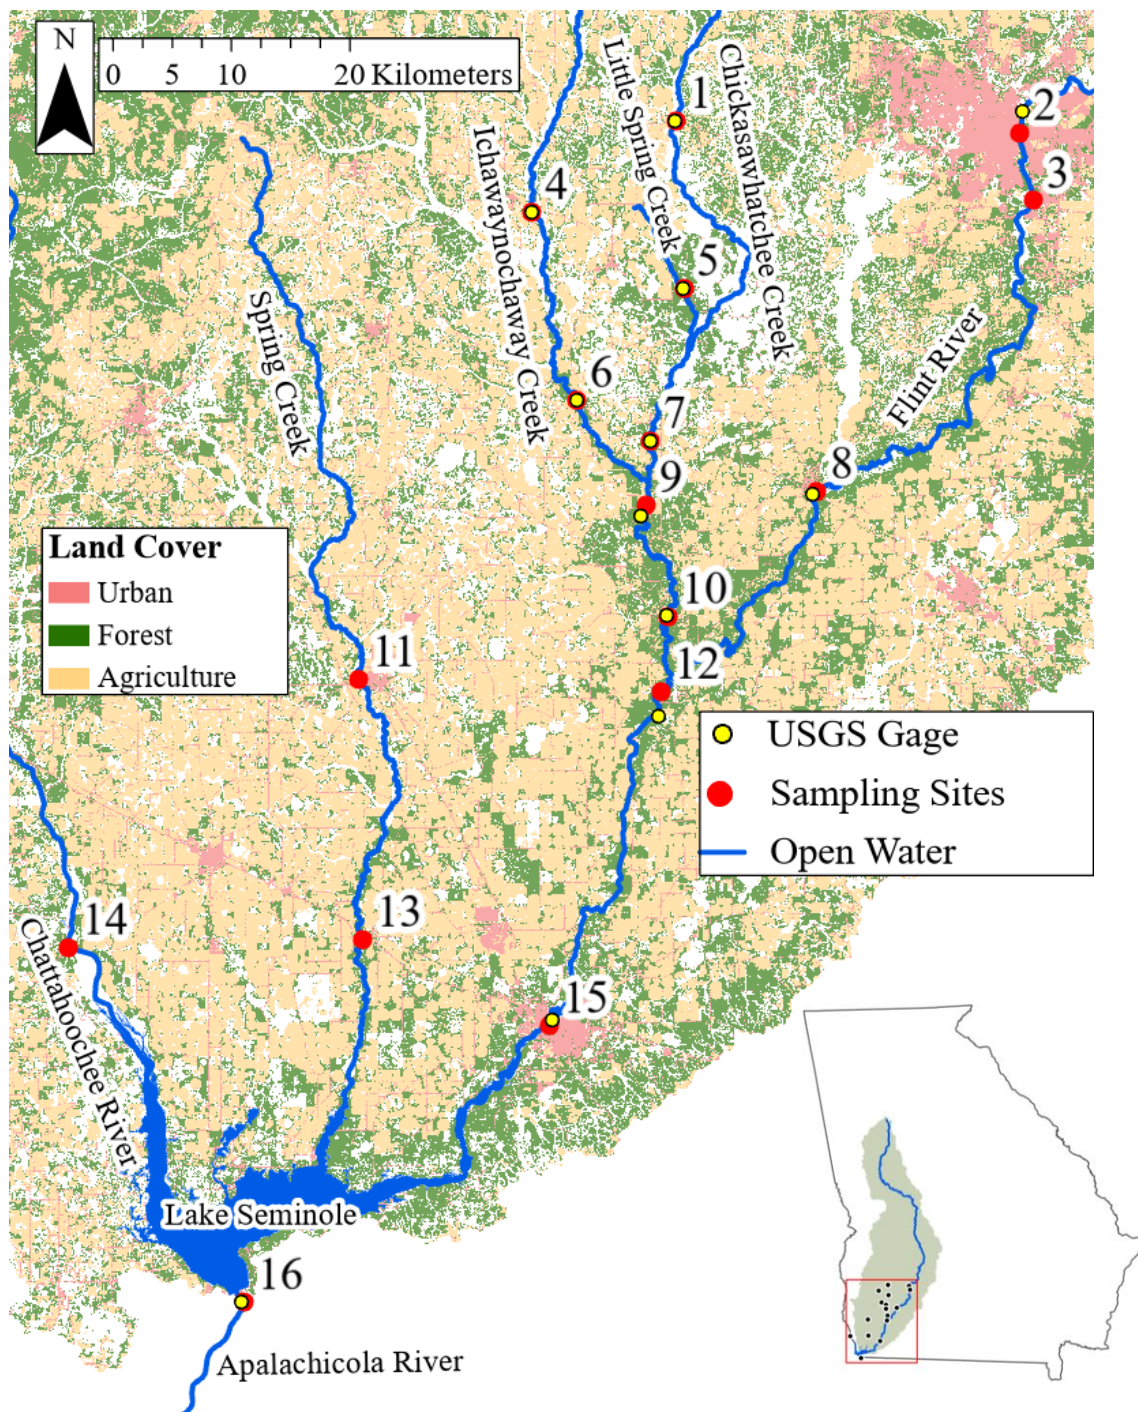 N
0 5 10 20 Kilometers
Little Spring Creek
Chickasawhatchee Creek
Ichawaynochaway Creek
1
2
3
4
5
Spring Creek
Flint River
6
7
8
9
Land Cover
Urban
Forest
Agriculture
10
11
12
USGS Gage
Sampling Sites
Open Water
13
14
Chattahoochee River
15
Lake Seminole
16
Apalachicola River